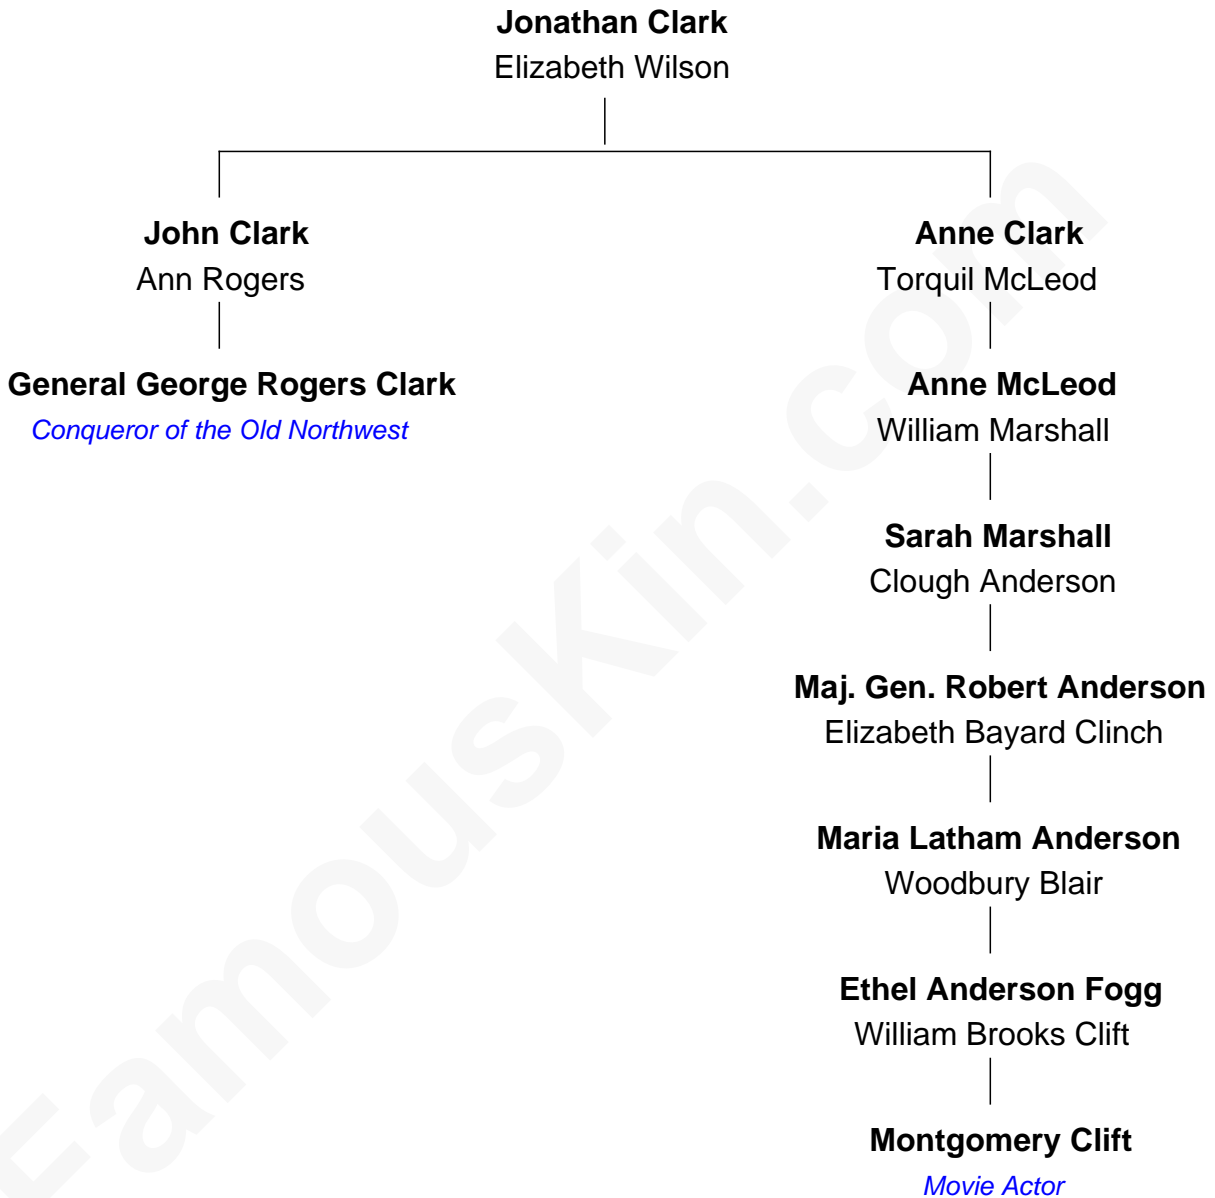 Jonathan Clark
Elizabeth Wilson
John Clark
Ann Rogers
General George Rogers Clark
Conqueror of the Old Northwest
Anne Clark
Torquil McLeod
Anne McLeod
William Marshall
Sarah Marshall
Clough Anderson
Maj. Gen. Robert Anderson
Elizabeth Bayard Clinch
Maria Latham Anderson
Woodbury Blair
Ethel Anderson Fogg
William Brooks Clift
Montgomery Clift
Movie Actor
FamousKin.com